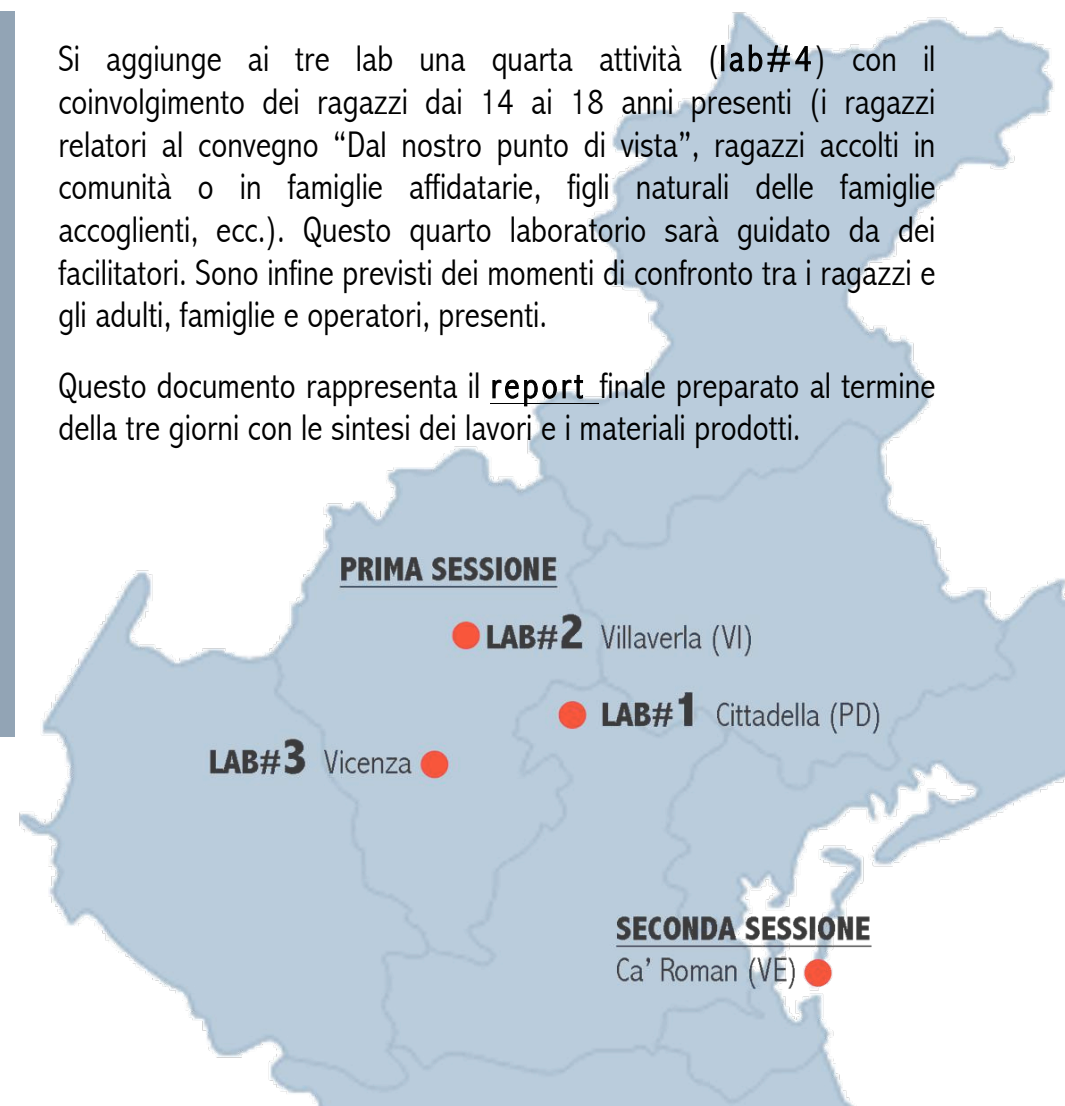 Si aggiunge ai tre lab una quarta attività (lab#4) con il
coinvolgimento dei ragazzi dai 14 ai 18 anni presenti (i ragazzi
relatori al convegno “Dal nostro punto di vista”, ragazzi accolti in
comunità o in famiglie affidatarie, figli naturali delle famiglie
accoglienti, ecc.). Questo quarto laboratorio sarà guidato da dei
facilitatori. Sono infine previsti dei momenti di confronto tra i ragazzi e
gli adulti, famiglie e operatori, presenti.
Questo documento rappresenta il report finale preparato al termine
della tre giorni con le sintesi dei lavori e i materiali prodotti.
PRIMA SESSIONE
LAB#2 Villaverla (VI)
LAB#1 Cittadella (PD)
LAB#3 Vicenza
SECONDA SESSIONE
Ca’ Roman (VE)